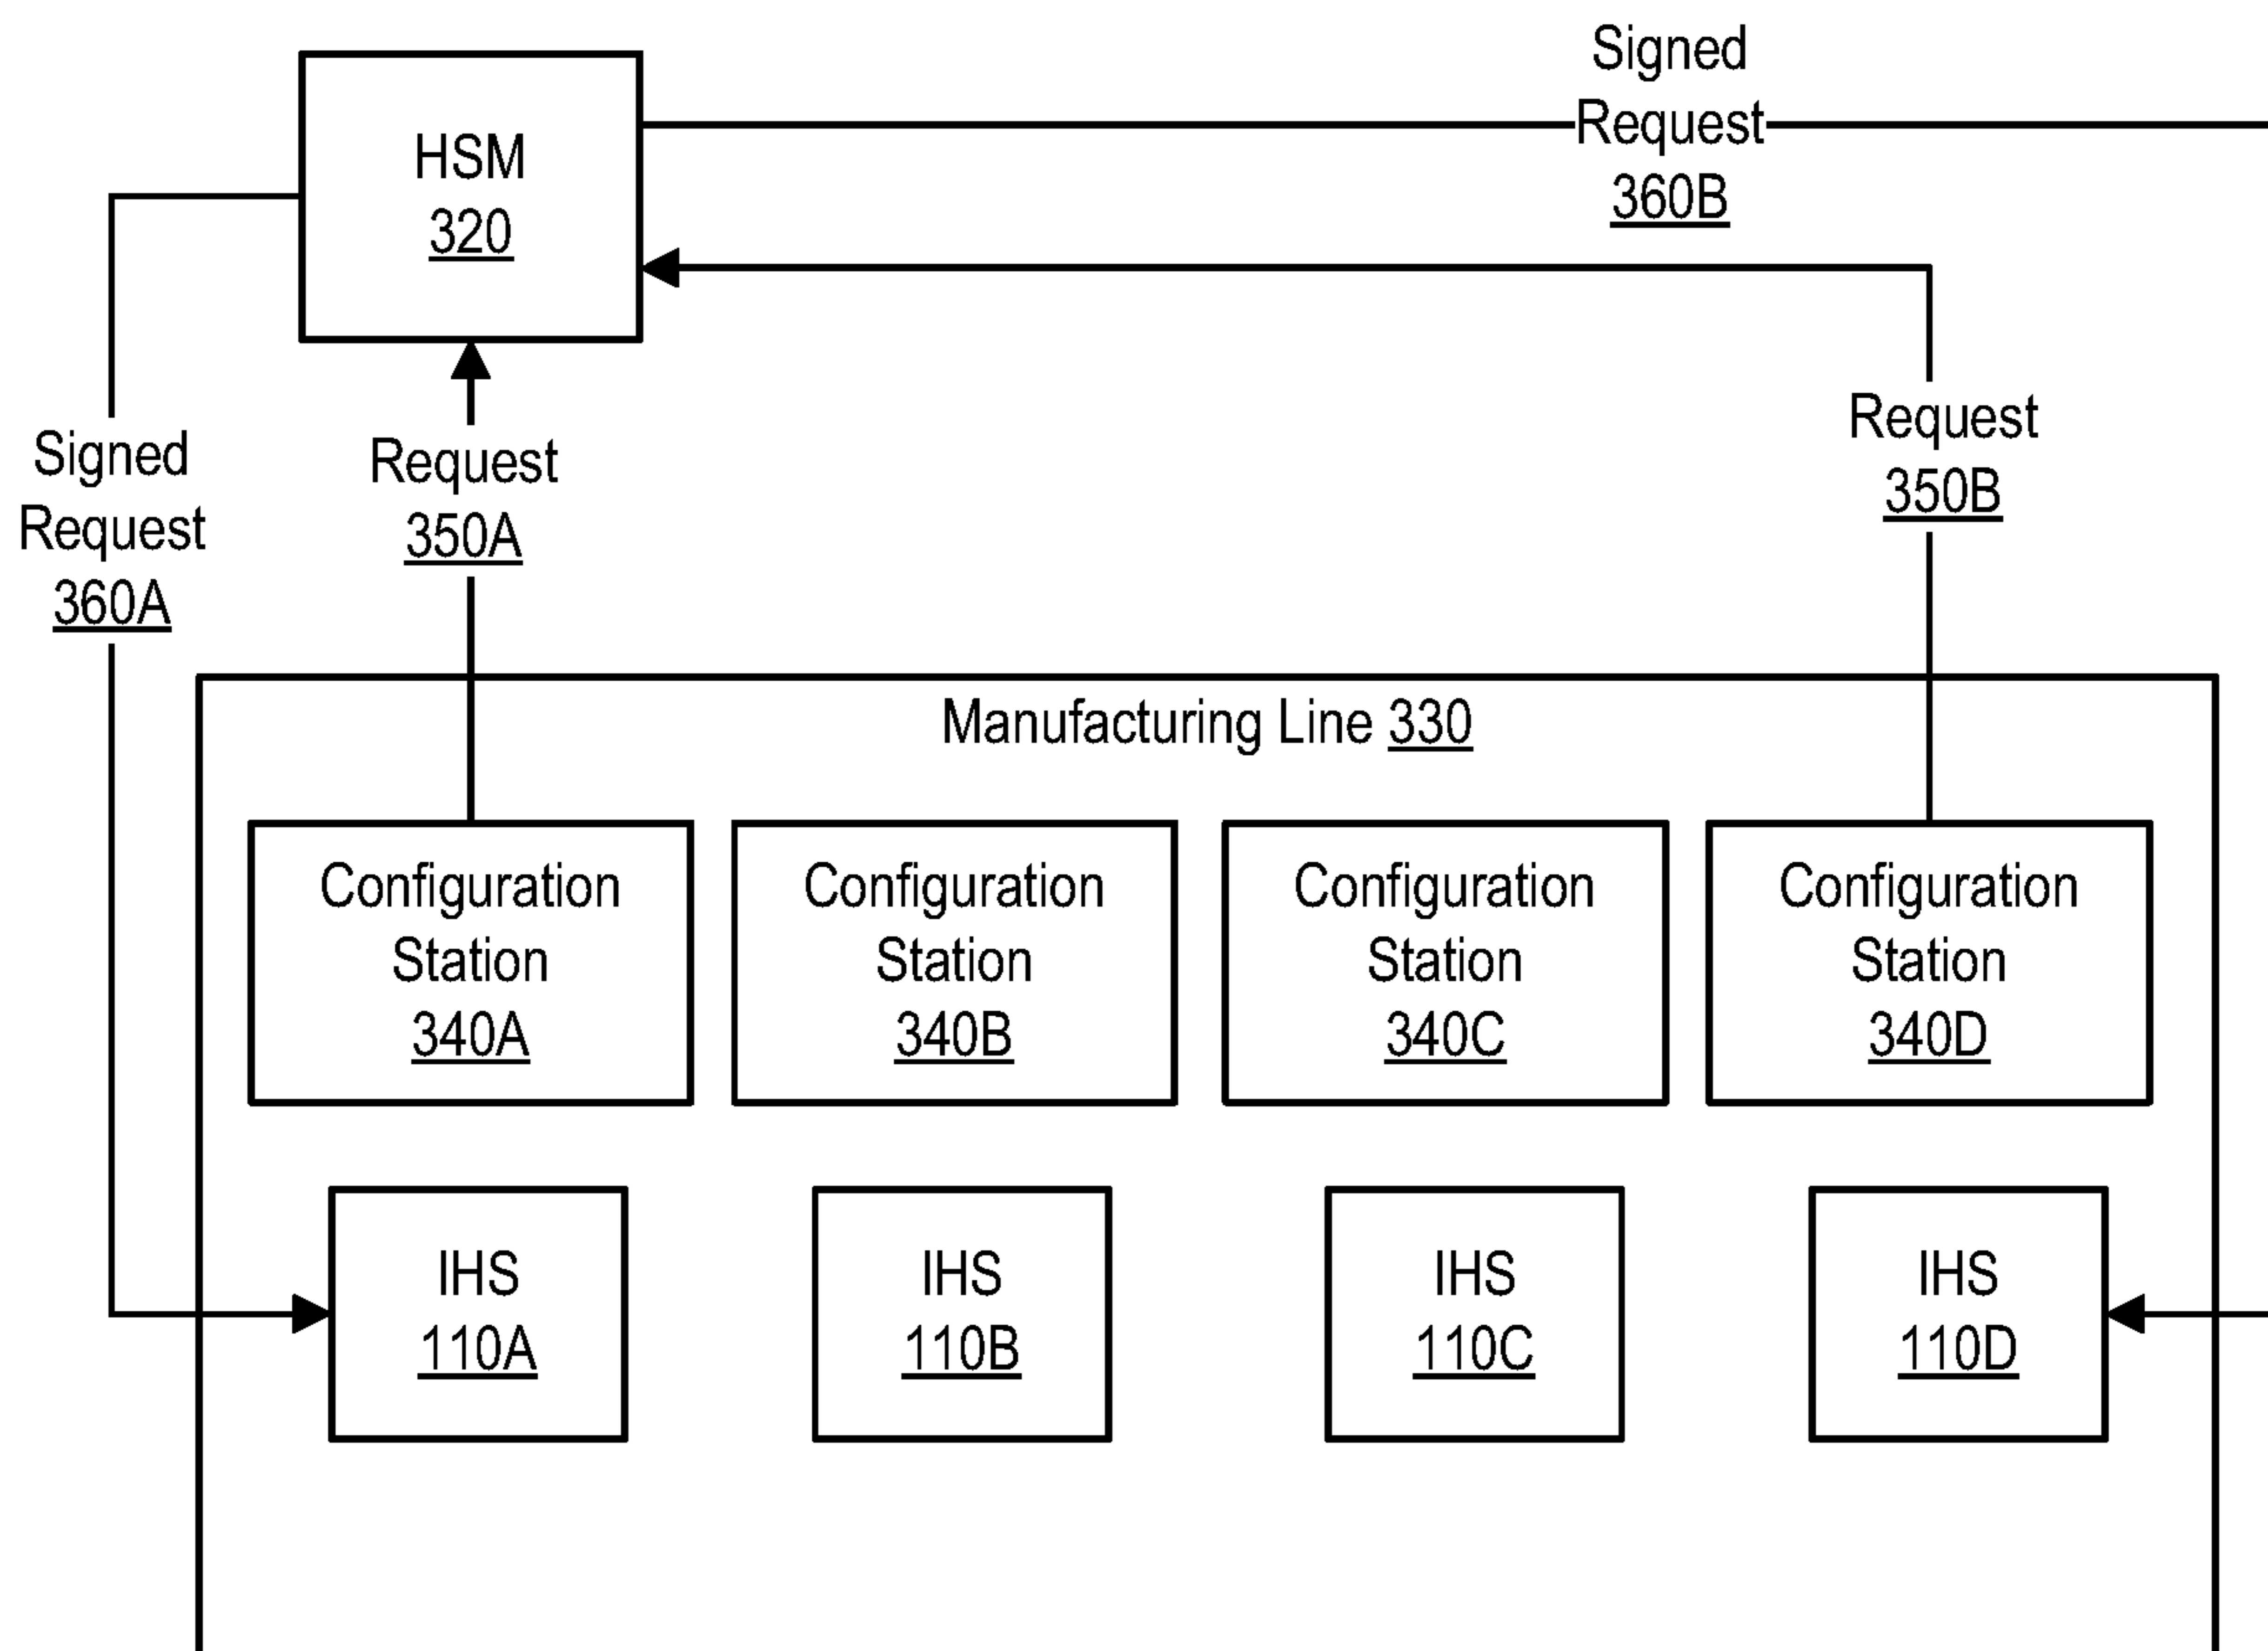 HSM
320
Signed
Request
360B
Signed
Request
360A
Request
350A
Request
350B
Manufacturing Line 330
Configuration
Station
340A
Configuration
Station
340B
Configuration
Station
340C
Configuration
Station
340D
IHS
110A
IHS
110B
IHS
110C
IHS
110D